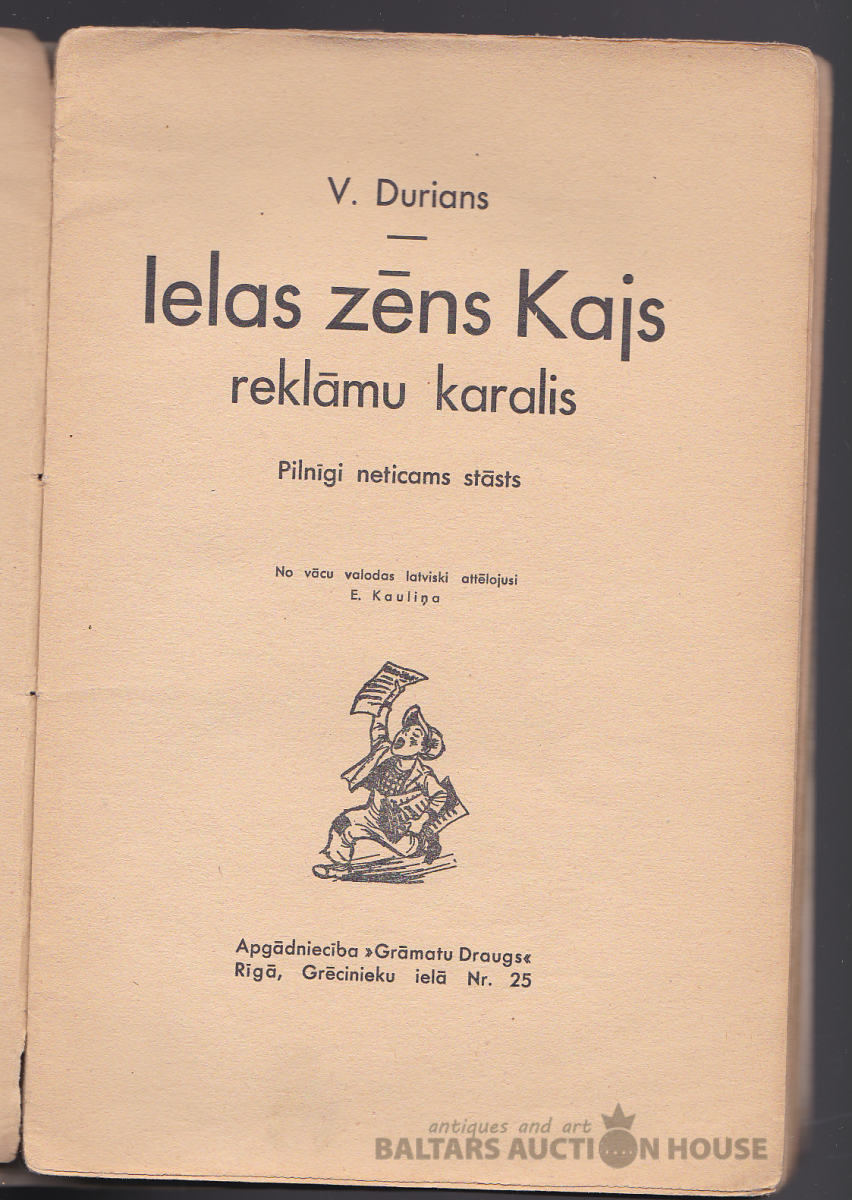 V. Durians
Ielas zēns Kajs
reklāmu karalis
Pilnīgi neticams stāsts
No vācu valodas latviski attēlojusi
E. Kauliņa
Apgādniecība »Grāmatu Draugs«
Rīgā, Grēcinieku ielā Nr. 25
antiques and art
BALTARS AUCTION HOUSE